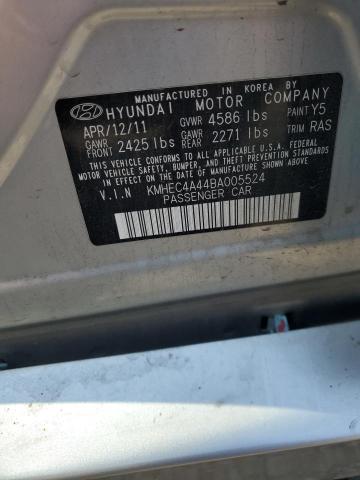 MANUFACTURED IN KOREA BY
HYUNDAI MOTOR COMPANY
APR/12/11 GVWR 4586 lbs PAINT Y5
GAWR FRONT 2425 lbs GAWR REAR 2271 lbs TRIM RAS
THIS VEHICLE CONFORMS TO ALL APPLICABLE U.S.A. FEDERAL
MOTOR VEHICLE SAFETY, BUMPER, AND THEFT PREVENTION
STANDARDS IN EFFECT ON THE DATE OF MANUFACTURE SHOWN ABOVE.
V.I.N KMHEC4A44BA005524
PASSENGER CAR